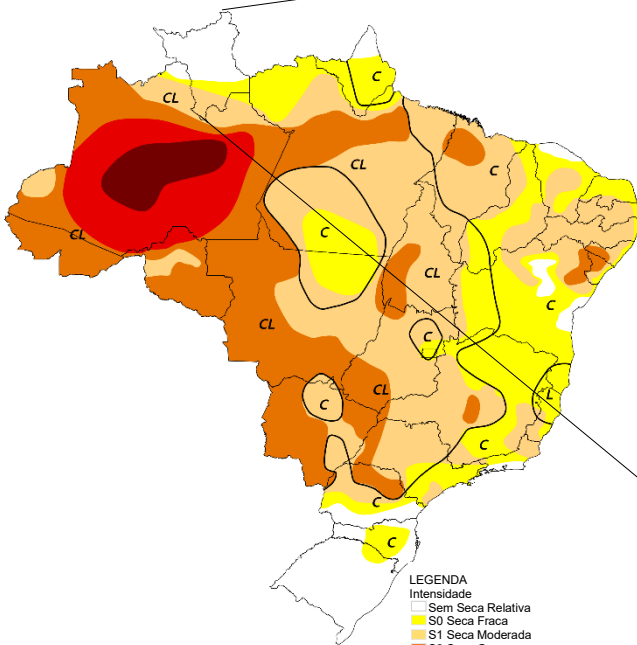 C
CL
CL
C
C
CL
CL
C
CL
C
L
CL
C
C
C
C
LEGENDA
Intensidade
Sem Seca Relativa
S0 Seca Fraca
S1 Seca Moderada